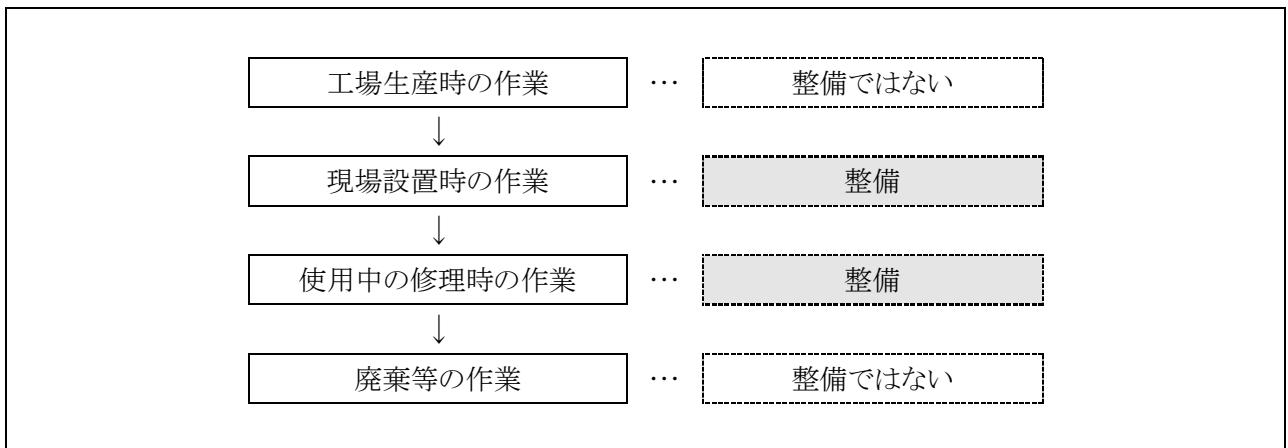 工場生産時の作業 … 整備ではない
↓
現場設置時の作業 … 整備
↓
使用中の修理時の作業 … 整備
↓
廃棄等の作業 … 整備ではない